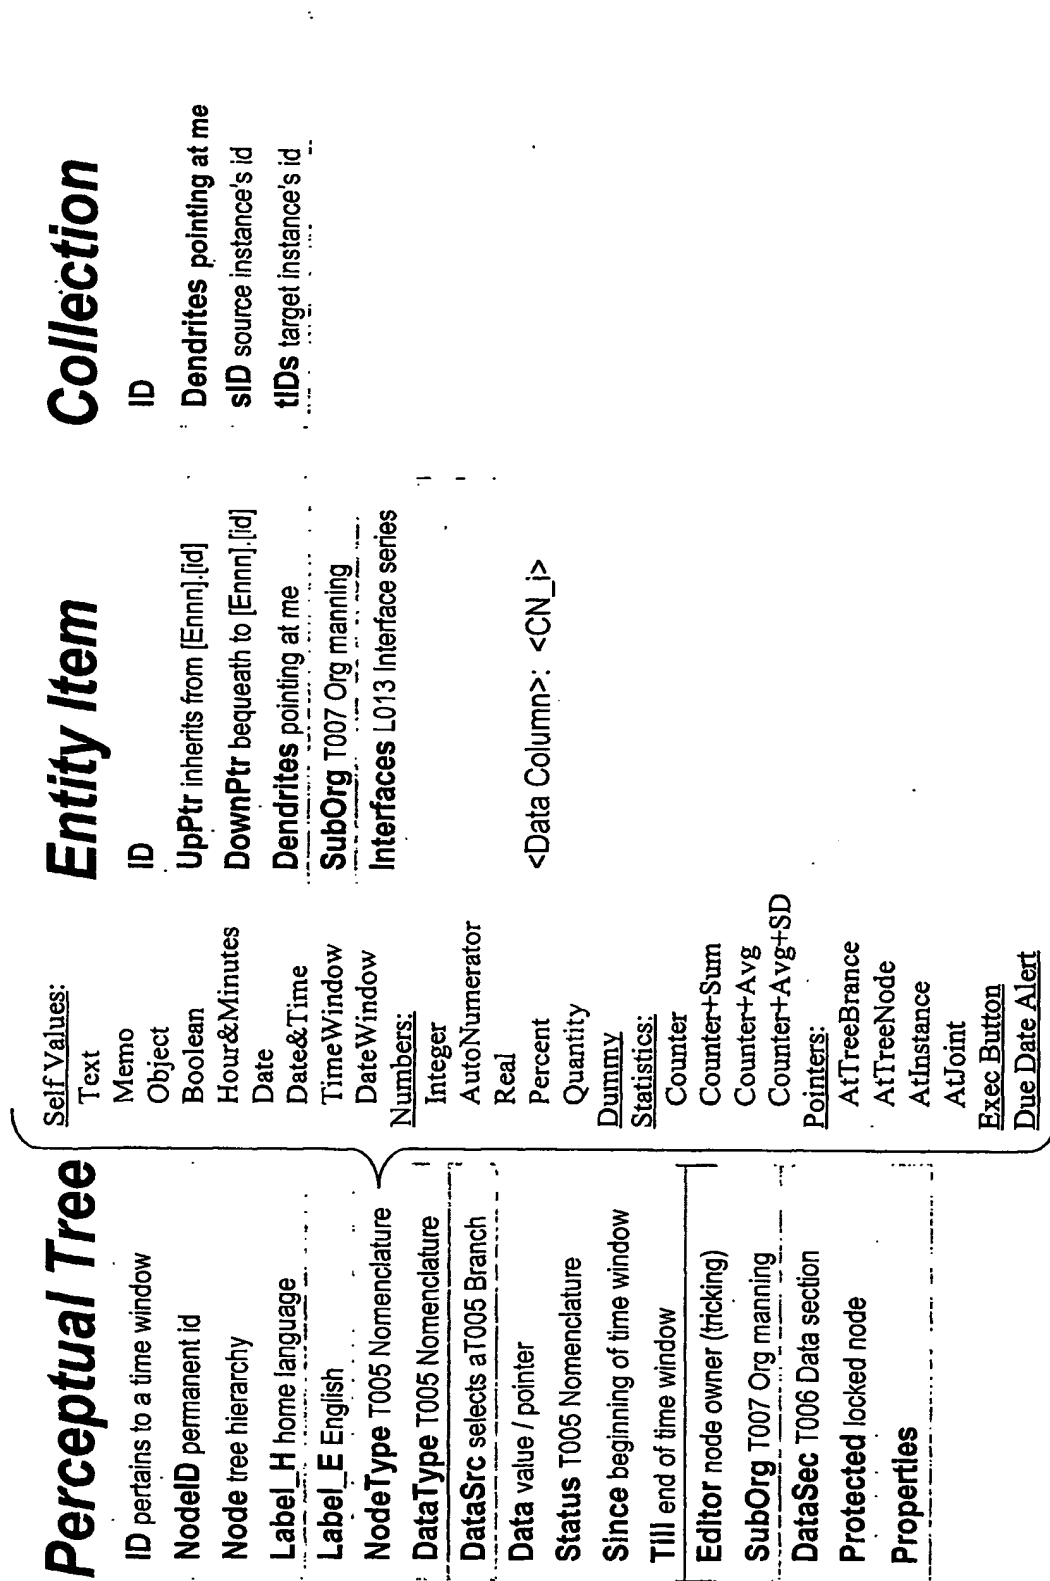 Perceptual Tree
ID pertains to a time window
NodeID permanent id
Node tree hierarchy
Label_H home language
Label_E English
NodeType T005 Nomenclature
DataType T005 Nomenclature
DataSrc selects aT005 Branch
Data value / pointer
Status T005 Nomenclature
Since beginning of time window
Till end of time window
Editor node owner (tricking)
SubOrg T007 Org manning
DataSec T006 Data section
Protected locked node
Properties
Self Values:
Text
Memo
Object
Boolean
Hour&Minutes
Date
Date&Time
TimeWindow
DateWindow
Numbers:
Integer
AutoNumerator
Real
Percent
Quantity
Dummy
Statistics:
Counter
Counter+Sum
Counter+Avg
Counter+Avg+SD
Pointers:
AtTreeBrance
AtTreeNode
AtInstance
AtJoint
Exec Button
Due Date Alert
Entity Item
ID
UpPtr inherits from [Ennn].[id]
DownPtr bequeath to [Ennn].[id]
Dendrites pointing at me
SubOrg T007 Org manning
Interfaces L013 Interface series
<Data Column>: <CN_i>
Collection
ID
Dendrites pointing at me
sID source instance's id
tIDs target instance's id